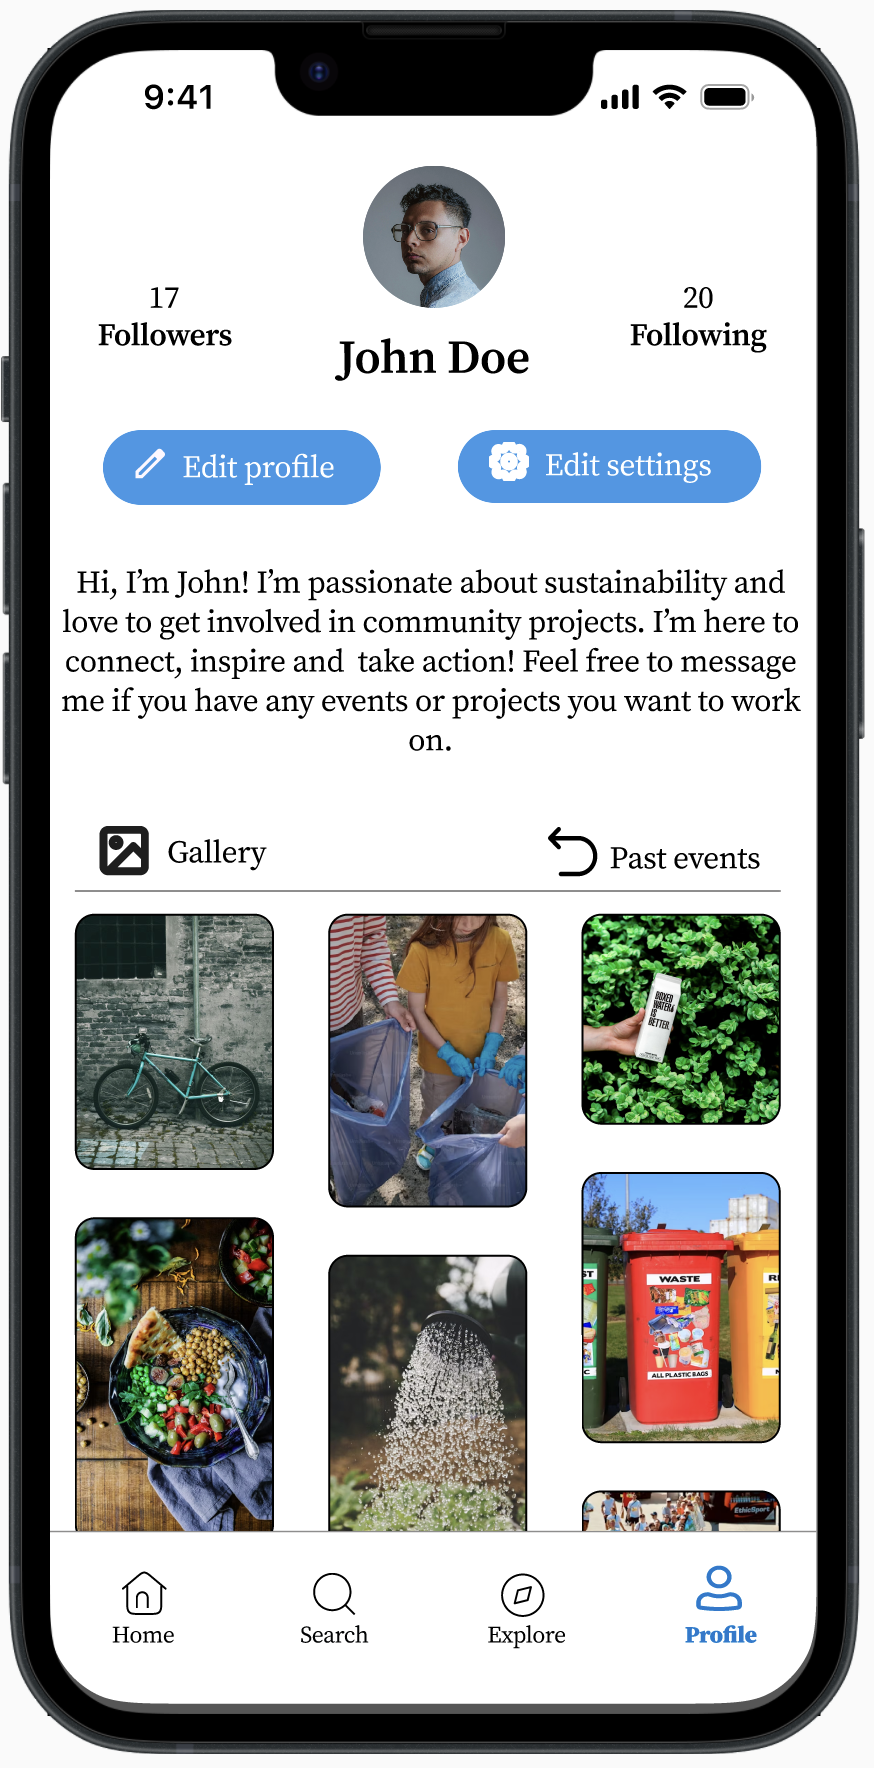 9:41
17
Followers
20
Following
John Doe
Edit profile
Edit settings
Hi, I’m John! I’m passionate about sustainability and
love to get involved in community projects. I’m here to
connect, inspire and  take action! Feel free to message
me if you have any events or projects you want to work
on.
Gallery
Past events
BOXED
WATER
IS
BETTER.
WASTE
ALL PLASTIC BAGS
EthicSport
Home
Search
Explore
Profile